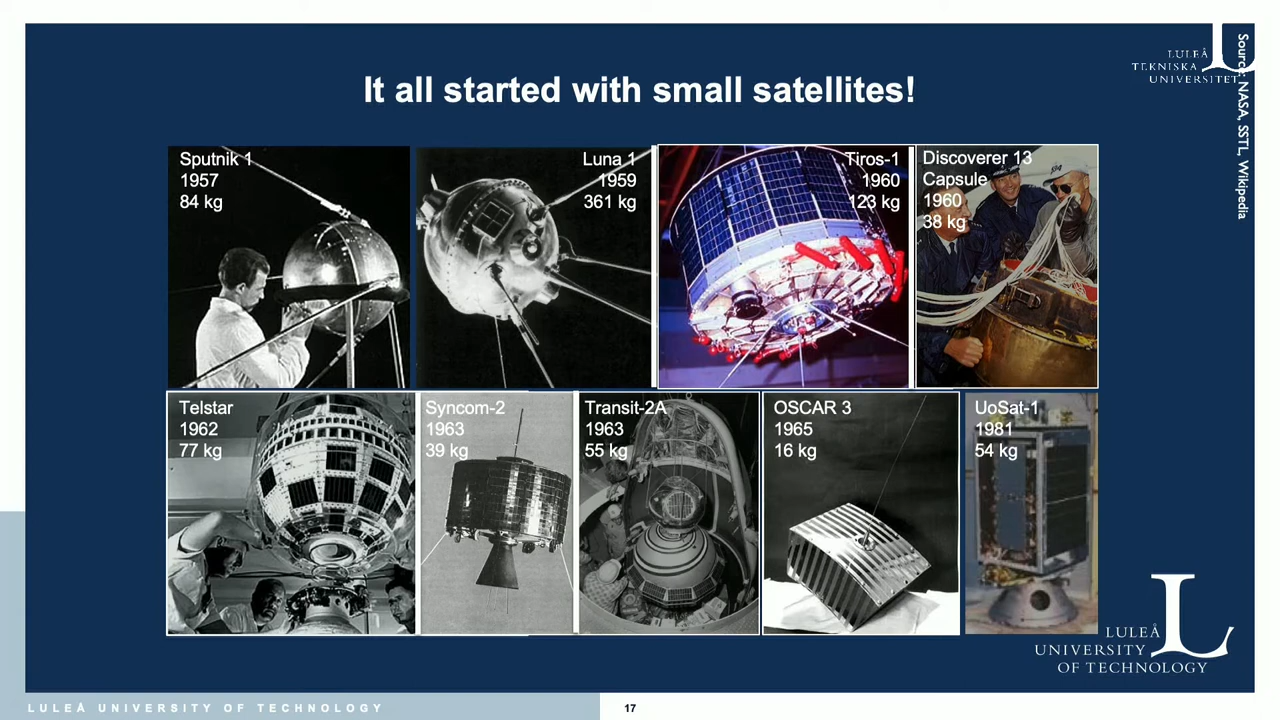 It all started with small satellites!
LULEÅ
TEKNISKA
UNIVERSITET
Source: NASA, SSTL, Wikipedia
Sputnik 1
1957
84 kg
Luna 1
1959
361 kg
Tiros-1
1960
123 kg
Discoverer 13
Capsule
1960
38 kg
Telstar
1962
77 kg
Syncom-2
1963
39 kg
Transit-2A
1963
55 kg
OSCAR 3
1965
16 kg
UoSat-1
1981
54 kg
LULEÅ
UNIVERSITY
OF TECHNOLOGY
LULEÅ UNIVERSITY OF TECHNOLOGY
17